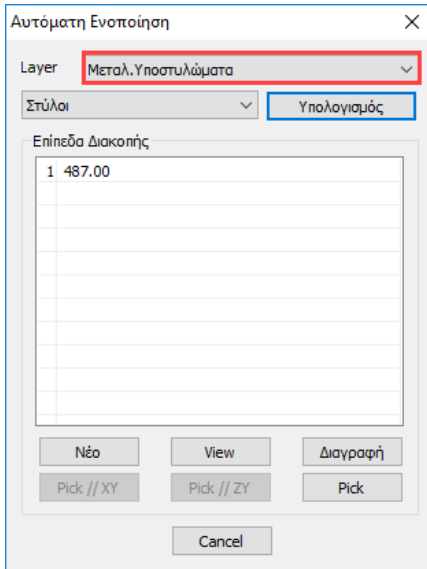 Αυτόματη Ενοποίηση
Layer Μεταλ.Υποστυλώματα
Στύλοι Υπολογισμός
Επίπεδα Διακοπής
1 487.00
Νέο View Διαγραφή
Pick // XY Pick // ZY Pick
Cancel